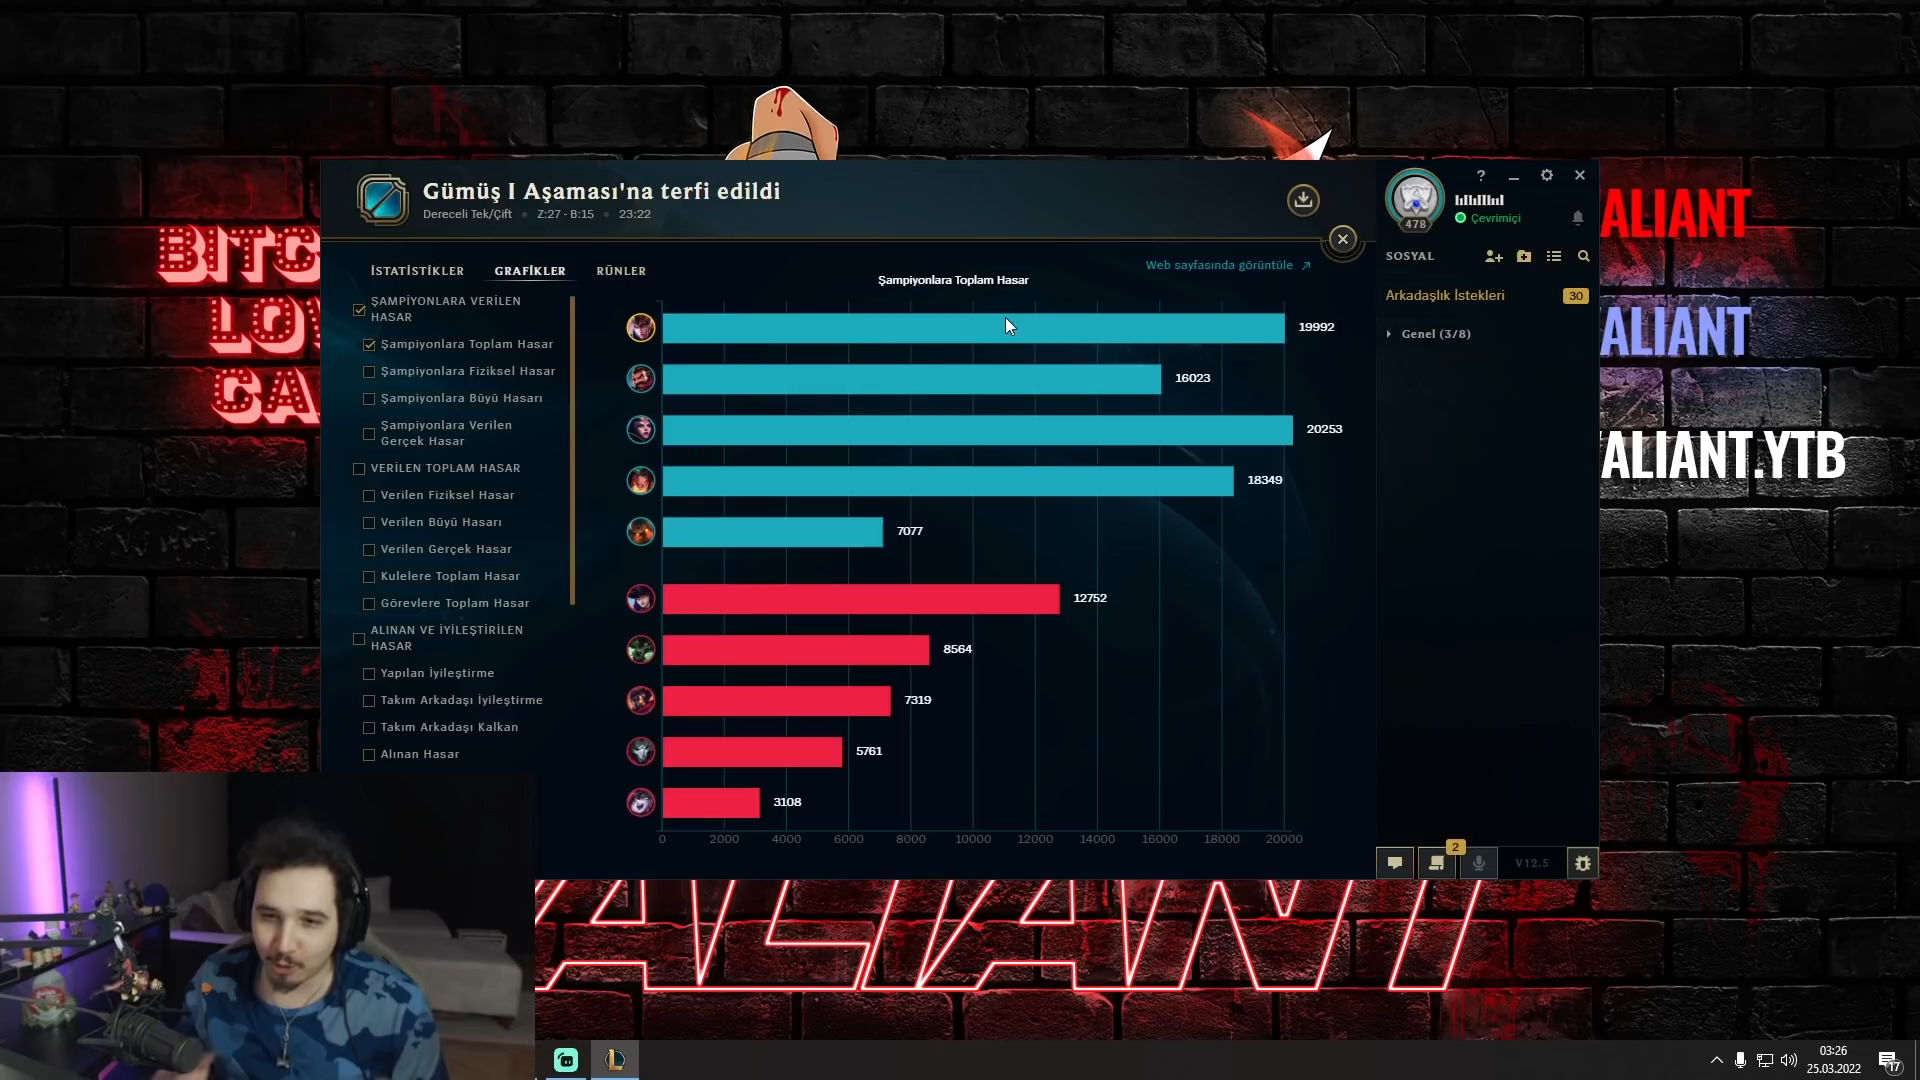 BITC
LOV
CA
ALIANT
ALIANT
ALIANT.YTB
Gümüş I Aşaması'na terfi edildi
Dereceli Tek/Çift • Z:27 - B:15 • 23:22
İSTATİSTİKLER GRAFİKLER RÜNLER
Web sayfasında görüntüle
ŞAMPİYONLARA VERİLEN
HASAR
Şampiyonlara Toplam Hasar
Şampiyonlara Fiziksel Hasar
Şampiyonlara Büyü Hasarı
Şampiyonlara Verilen
Gerçek Hasar
VERİLEN TOPLAM HASAR
Verilen Fiziksel Hasar
Verilen Büyü Hasarı
Verilen Gerçek Hasar
Kulelere Toplam Hasar
Görevlere Toplam Hasar
ALINAN VE İYİLEŞTİRİLEN
HASAR
Yapılan İyileştirme
Takım Arkadaşı İyileştirme
Takım Arkadaşı Kalkan
Alınan Hasar
Şampiyonlara Toplam Hasar
19992
16023
20253
18349
7077
12752
8564
7319
5761
3108
0 2000 4000 6000 8000 10000 12000 14000 16000 18000 20000
?
478
Çevrimiçi
SOSYAL
Arkadaşlık İstekleri 30
Genel (3/8)
2
V12.5
ALIANT
03:26
25.03.2022
17